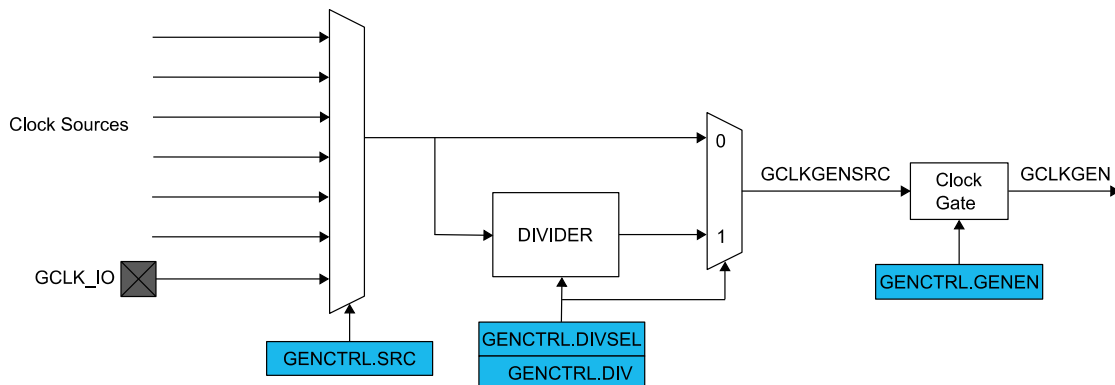 Clock Sources
GCLK_IO
GENCTRL.SRC
DIVIDER
GENCTRL.DIVSEL
GENCTRL.DIV
0
1
GCLKGENSRC
Clock
Gate
GENCTRL.GENEN
GCLKGEN